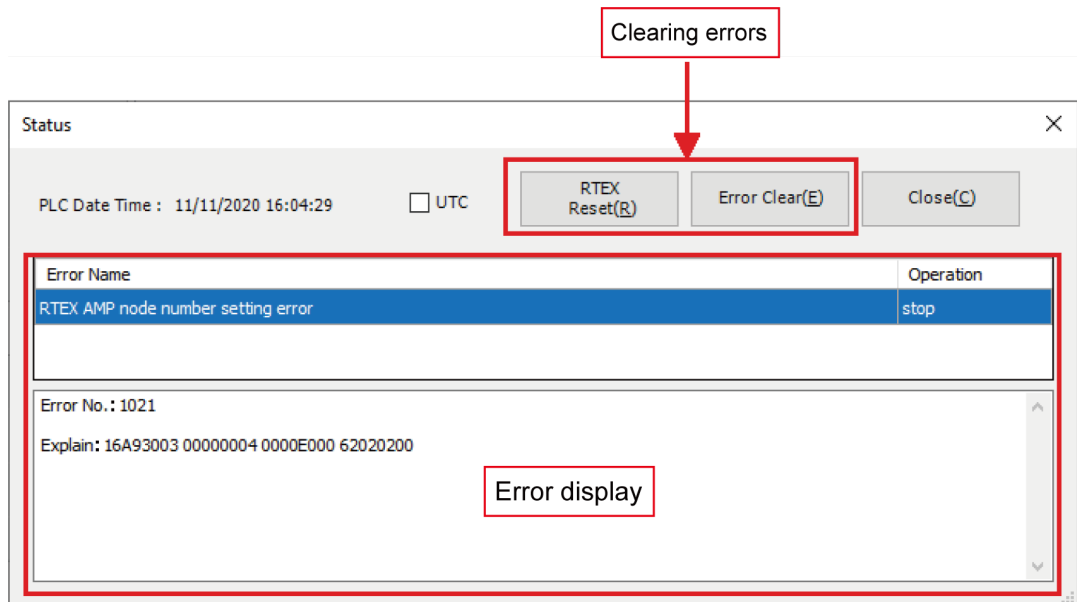 Clearing errors
Status
PLC Date Time : 11/11/2020 16:04:29
UTC
RTEX
Reset(R)
Error Clear(E)
Close(C)
Error Name Operation
RTEX AMP node number setting error stop
Error No.: 1021
Explain: 16A93003 00000004 0000E000 62020200
Error display